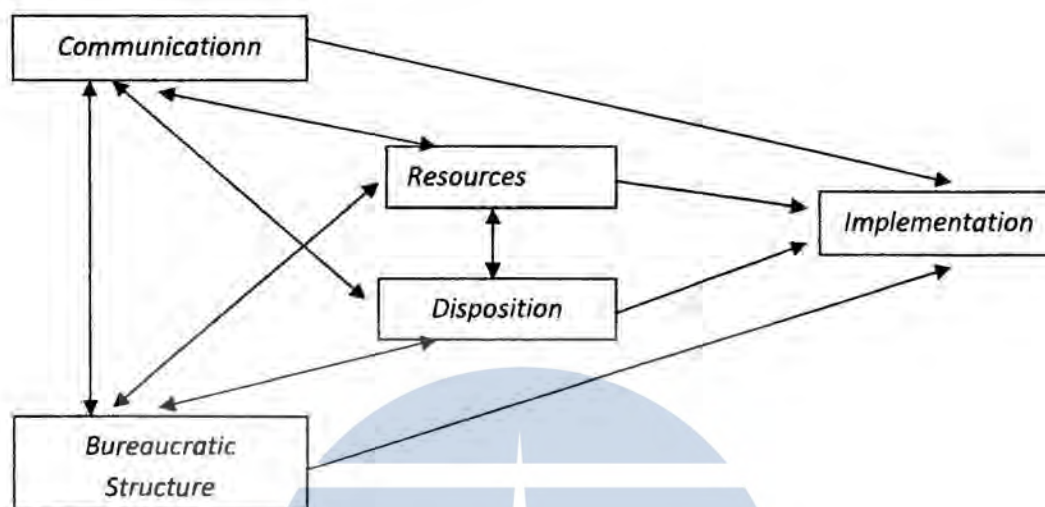 Communicationn
Resources
Implementation
Disposition
Bureaucratic
Structure